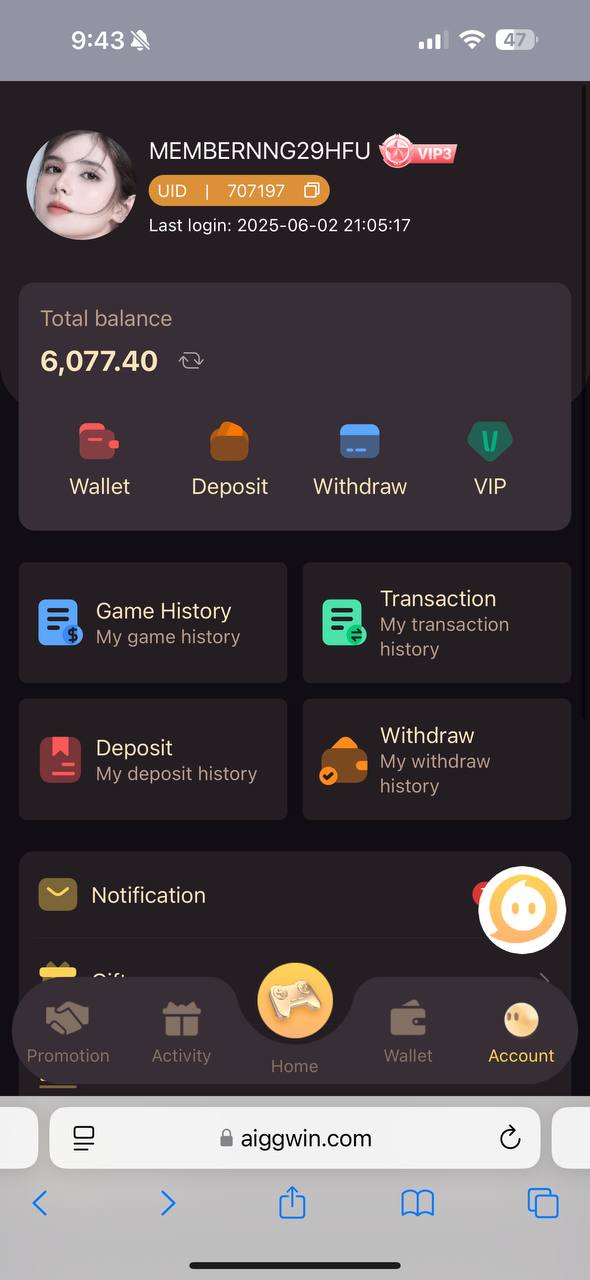 9:43
47
MEMBERNNG29HFU VIP3
UID | 707197
Last login: 2025-06-02 21:05:17
Total balance
6,077.40
Wallet Deposit Withdraw VIP
Game History
My game history
Transaction
My transaction
history
Deposit
My deposit history
Withdraw
My withdraw
history
Notification
Promotion Activity Home Wallet Account
aiggwin.com